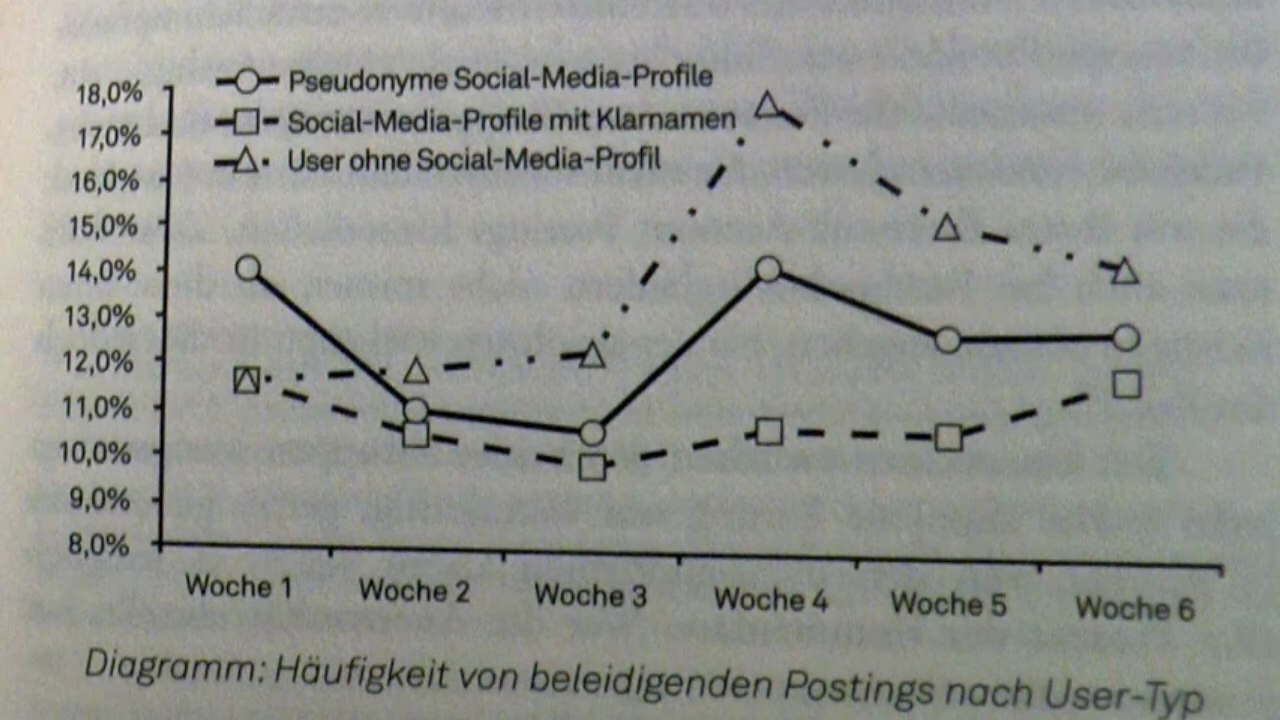 Pseudonyme Social-Media-Profile
Social-Media-Profile mit Klarnamen
User ohne Social-Media-Profil
18,0%
17,0%
16,0%
15,0%
14,0%
13,0%
12,0%
11,0%
10,0%
9,0%
8,0%
Woche 1 Woche 2 Woche 3 Woche 4 Woche 5 Woche 6
Diagramm: Häufigkeit von beleidigenden Postings nach User-Typ